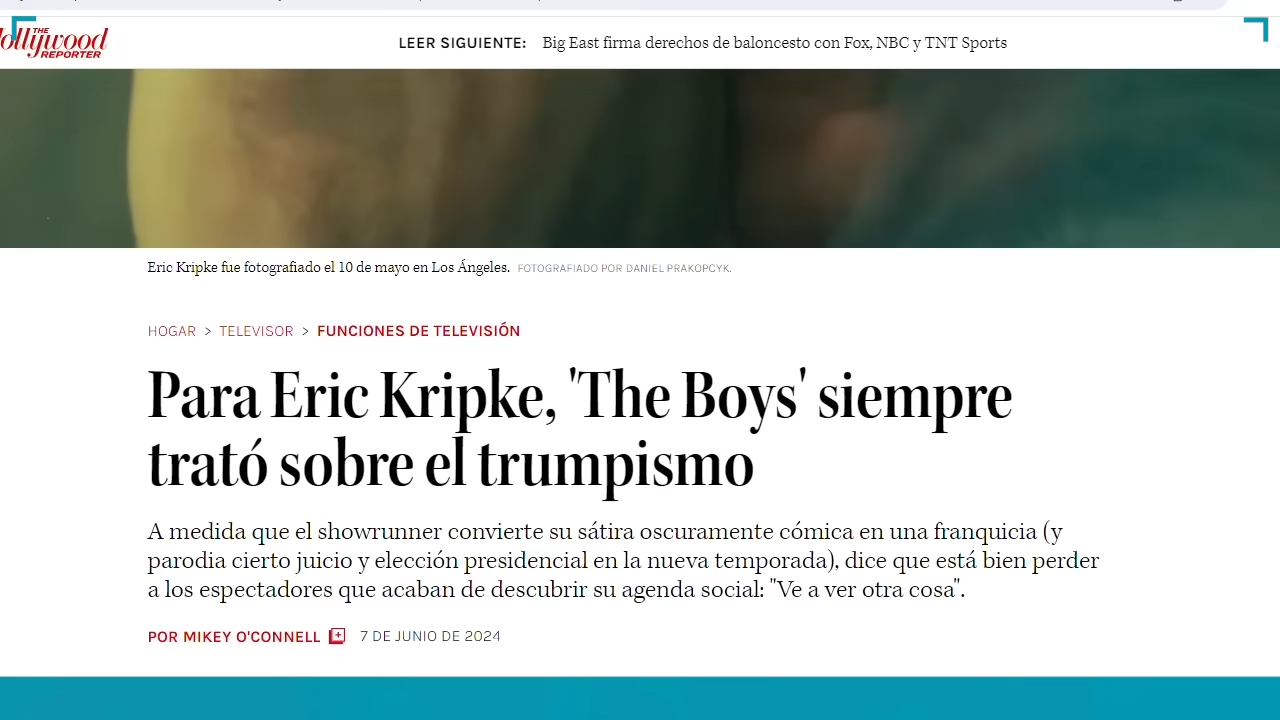 THE
Hollywood
REPORTER
LEER SIGUIENTE: Big East firma derechos de baloncesto con Fox, NBC y TNT Sports
Eric Kripke fue fotografiado el 10 de mayo en Los Ángeles. FOTOGRAFIADO POR DANIEL PRAKOPCYK.
HOGAR > TELEVISOR > FUNCIONES DE TELEVISIÓN
Para Eric Kripke, 'The Boys' siempre
trató sobre el trumpismo
A medida que el showrunner convierte su sátira oscuramente cómica en una franquicia (y
parodia cierto juicio y elección presidencial en la nueva temporada), dice que está bien perder
a los espectadores que acaban de descubrir su agenda social: "Ve a ver otra cosa".
POR MIKEY O'CONNELL 7 DE JUNIO DE 2024